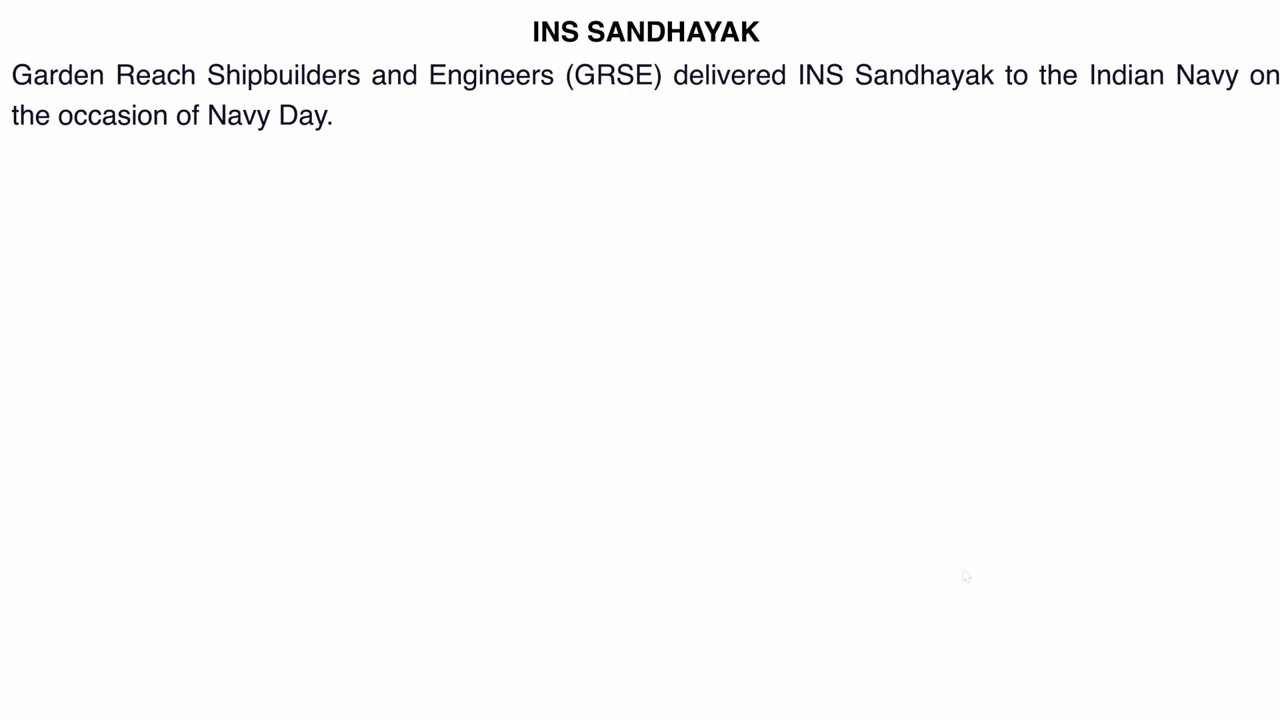 INS SANDHAYAK
Garden Reach Shipbuilders and Engineers (GRSE) delivered INS Sandhayak to the Indian Navy on
the occasion of Navy Day.